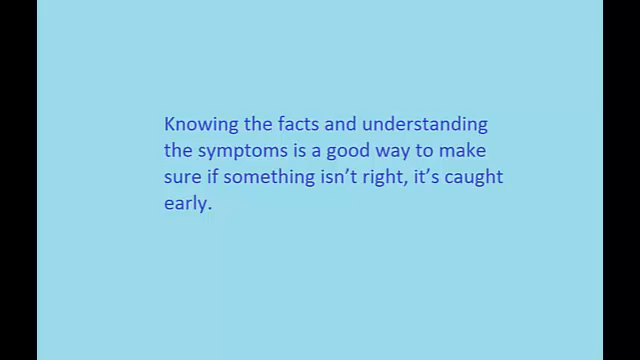 Knowing the facts and understanding
the symptoms is a good way to make
sure if something isn’t right, it’s caught
early.